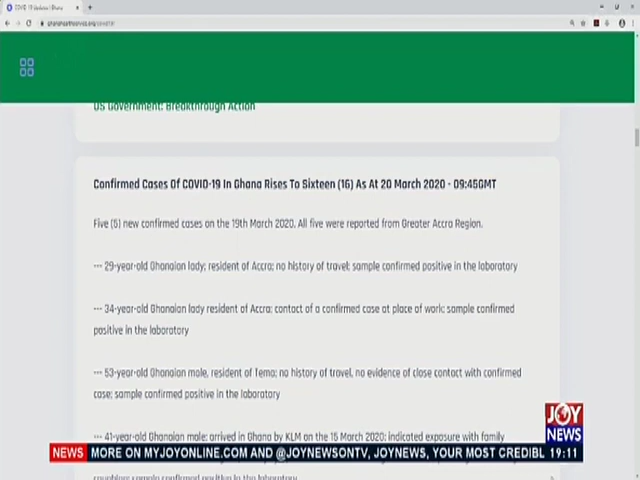 COVID-19 Updates | Ghana
US Government: Breakthrough Action
Confirmed Cases Of COVID-19 In Ghana Rises To Sixteen (16) As At 20 March 2020 - 09:45GMT
Five (5) new confirmed cases on the 19th March 2020. All five were reported from Greater Accra Region.
--- 29-year-old Ghanaian lady; resident of Accra; no history of travel; sample confirmed positive in the laboratory
--- 34-year-old Ghanaian lady resident of Accra; contact of a confirmed case at place of work; sample confirmed
positive in the laboratory
--- 53-year-old Ghanaian male, resident of Tema; no history of travel, no evidence of close contact with confirmed
case; sample confirmed positive in the laboratory
--- 41-year-old Ghanaian male; arrived in Ghana by KLM on the 15 March 2020; indicated exposure with family
JOY
NEWS
NEWS MORE ON MYJOYONLINE.COM AND @JOYNEWSONTV, JOYNEWS, YOUR MOST CREDIBL 19:11